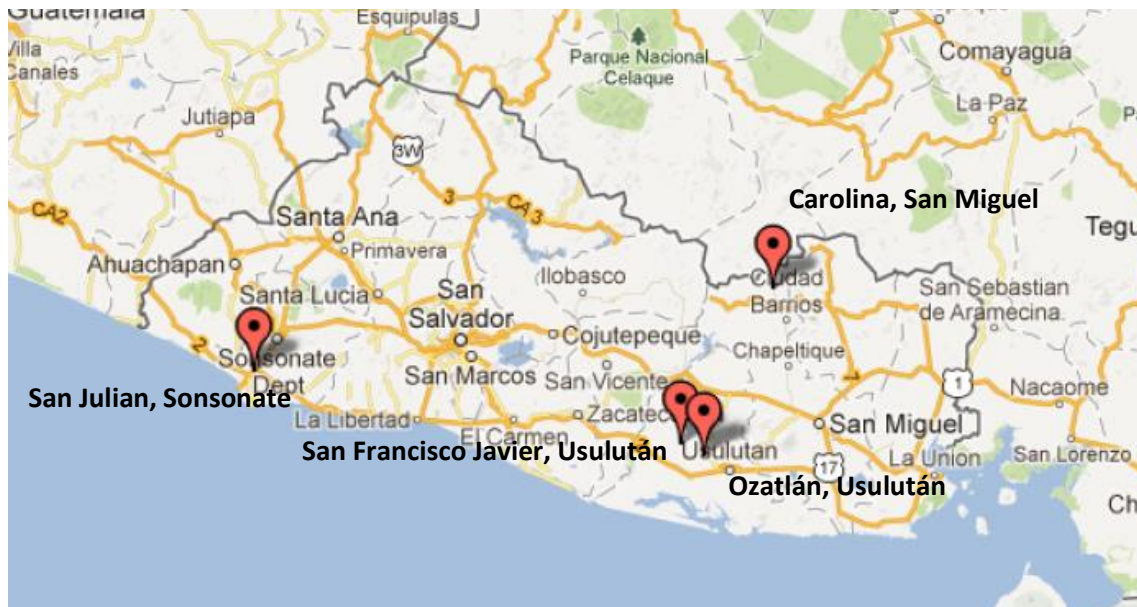 Guatemala
Esquipulas
Villa
Canales
Parque Nacional
Celaque
Comayagua
Jutiapa
La Paz
3W
CA2
3
CA 3
Carolina, San Miguel
Santa Ana
Tegu
Primavera
Ahuachapan
Ilobasco
Ciudad
Barrios
San Sebastian
de Aramecina
Santa Lucia
San
Salvador
Cojutepeque
2
Sonsonate
Dept
San Marcos
San Vicente
Chapeltique
1
1
Nacaome
San Julian, Sonsonate
La Libertad
El Carmen
Zacatec
San Miguel
San Francisco Javier, Usulután
Usulutan
17
La Union
San Lorenzo
Ozatlán, Usulután
Ch